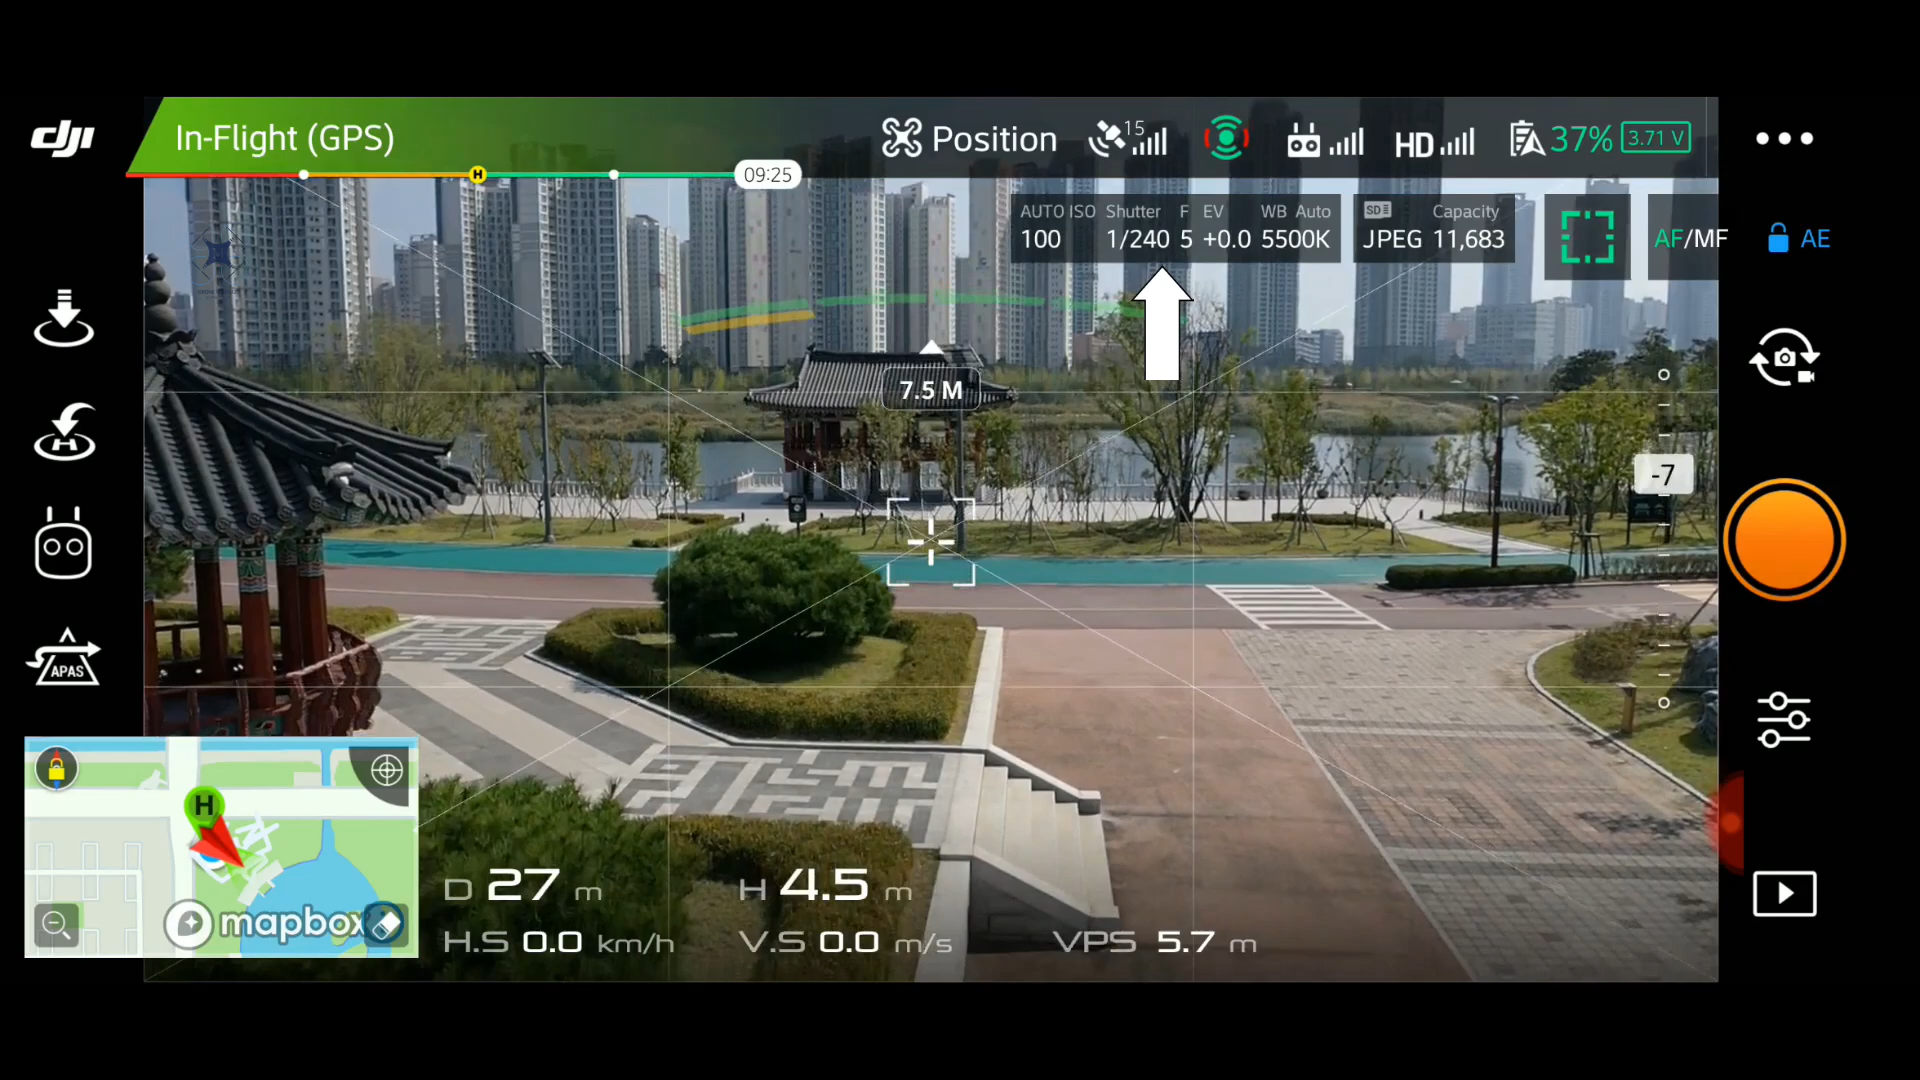 dji
In-Flight (GPS)
Position
15
HD
37%
3.71 V
09:25
H
AUTO ISO Shutter F EV WB Auto
100 1/240 5 +0.0 5500K
SD Capacity
JPEG 11,683
AF/MF
AE
7.5 M
-7
H
APAS
H
mapbox
D 27 m H 4.5 m
H.S 0.0 km/h V.S 0.0 m/s VPS 5.7 m